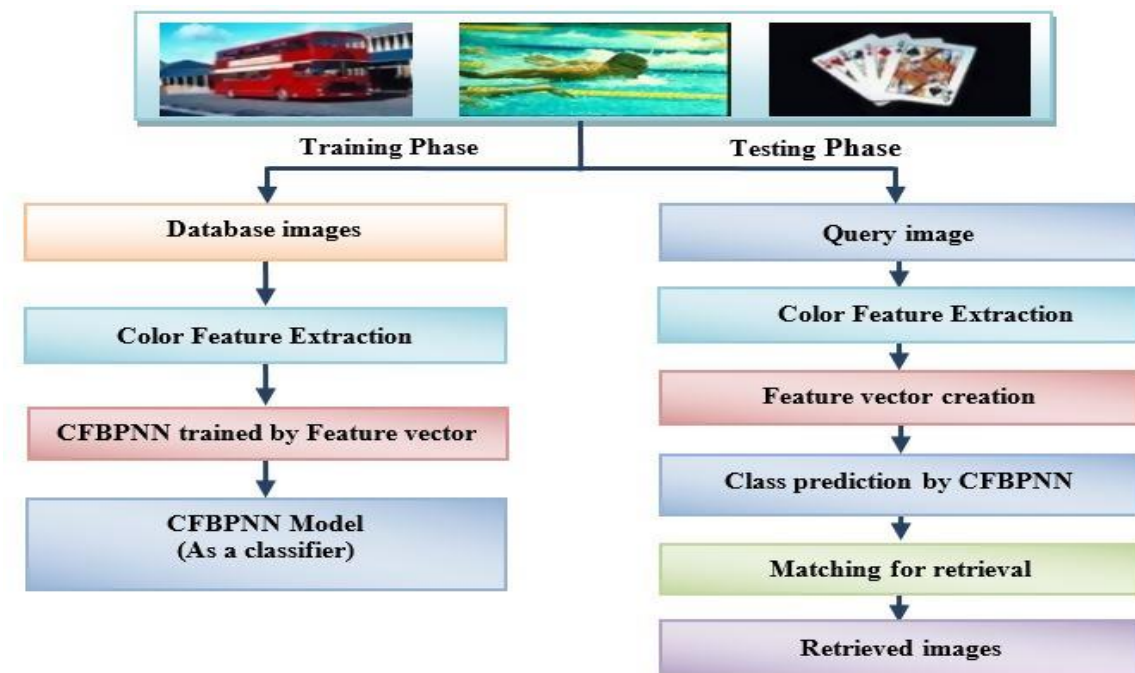 Training Phase
Testing Phase
Database images
Color Feature Extraction
CFBPNN trained by Feature vector
CFBPNN Model
(As a classifier)
Query image
Color Feature Extraction
Feature vector creation
Class prediction by CFBPNN
Matching for retrieval
Retrieved images